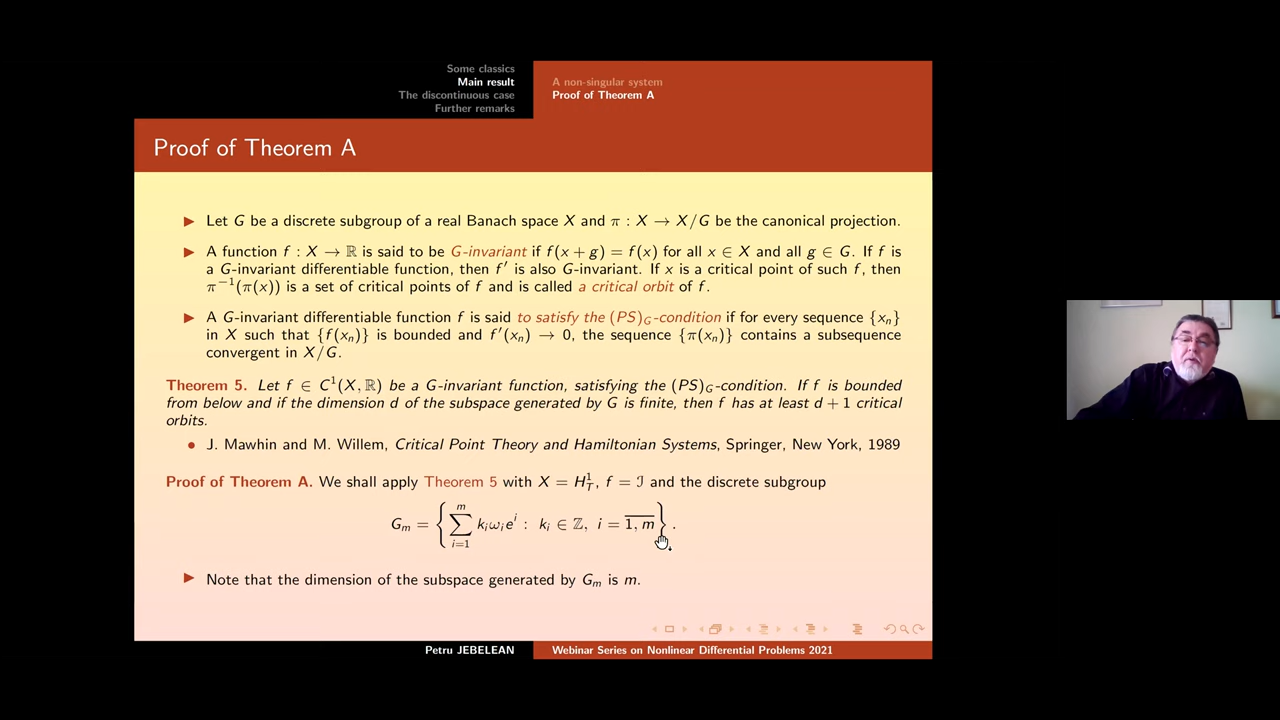 Some classics
Main result
The discontinuous case
Further remarks
A non-singular system
Proof of Theorem A
Proof of Theorem A
▶ Let G be a discrete subgroup of a real Banach space X and π : X → X/G be the canonical projection.
▶ A function f : X → ℝ is said to be G-invariant if f(x + g) = f(x) for all x ∈ X and all g ∈ G. If f is
a G-invariant differentiable function, then f′ is also G-invariant. If x is a critical point of such f, then
π⁻¹(π(x)) is a set of critical points of f and is called a critical orbit of f.
▶ A G-invariant differentiable function f is said to satisfy the (PS)_G-condition if for every sequence {x_n}
in X such that {f(x_n)} is bounded and f′(x_n) → 0, the sequence {π(x_n)} contains a subsequence
convergent in X/G.
Theorem 5. Let f ∈ C¹(X, ℝ) be a G-invariant function, satisfying the (PS)_G-condition. If f is bounded
from below and if the dimension d of the subspace generated by G is finite, then f has at least d + 1 critical
orbits.
• J. Mawhin and M. Willem, Critical Point Theory and Hamiltonian Systems, Springer, New York, 1989
Proof of Theorem A. We shall apply Theorem 5 with X = H¹_T, f = ℐ and the discrete subgroup
G_m = { ∑_{i=1}^{m} k_i ω_i e^i : k_i ∈ ℤ, i = \overline{1, m} } .
▶ Note that the dimension of the subspace generated by G_m is m.
Petru JEBELEAN
Webinar Series on Nonlinear Differential Problems 2021